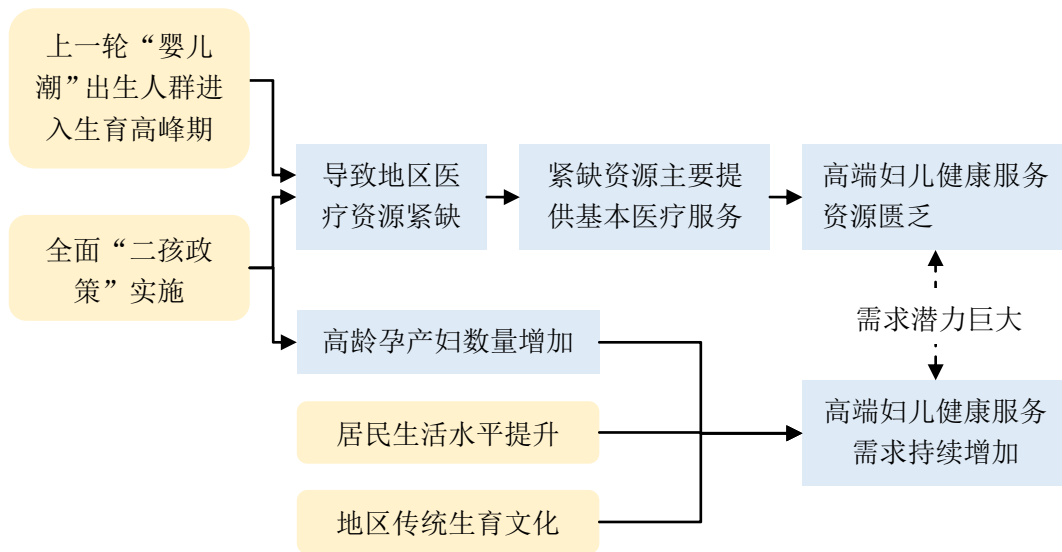 上一轮“婴儿
潮”出生人群进
入生育高峰期
导致地区医
疗资源紧缺
紧缺资源主要提
供基本医疗服务
高端妇儿健康服务
资源匮乏
全面“二孩政
策”实施
需求潜力巨大
高龄孕产妇数量增加
高端妇儿健康服务
需求持续增加
居民生活水平提升
地区传统生育文化